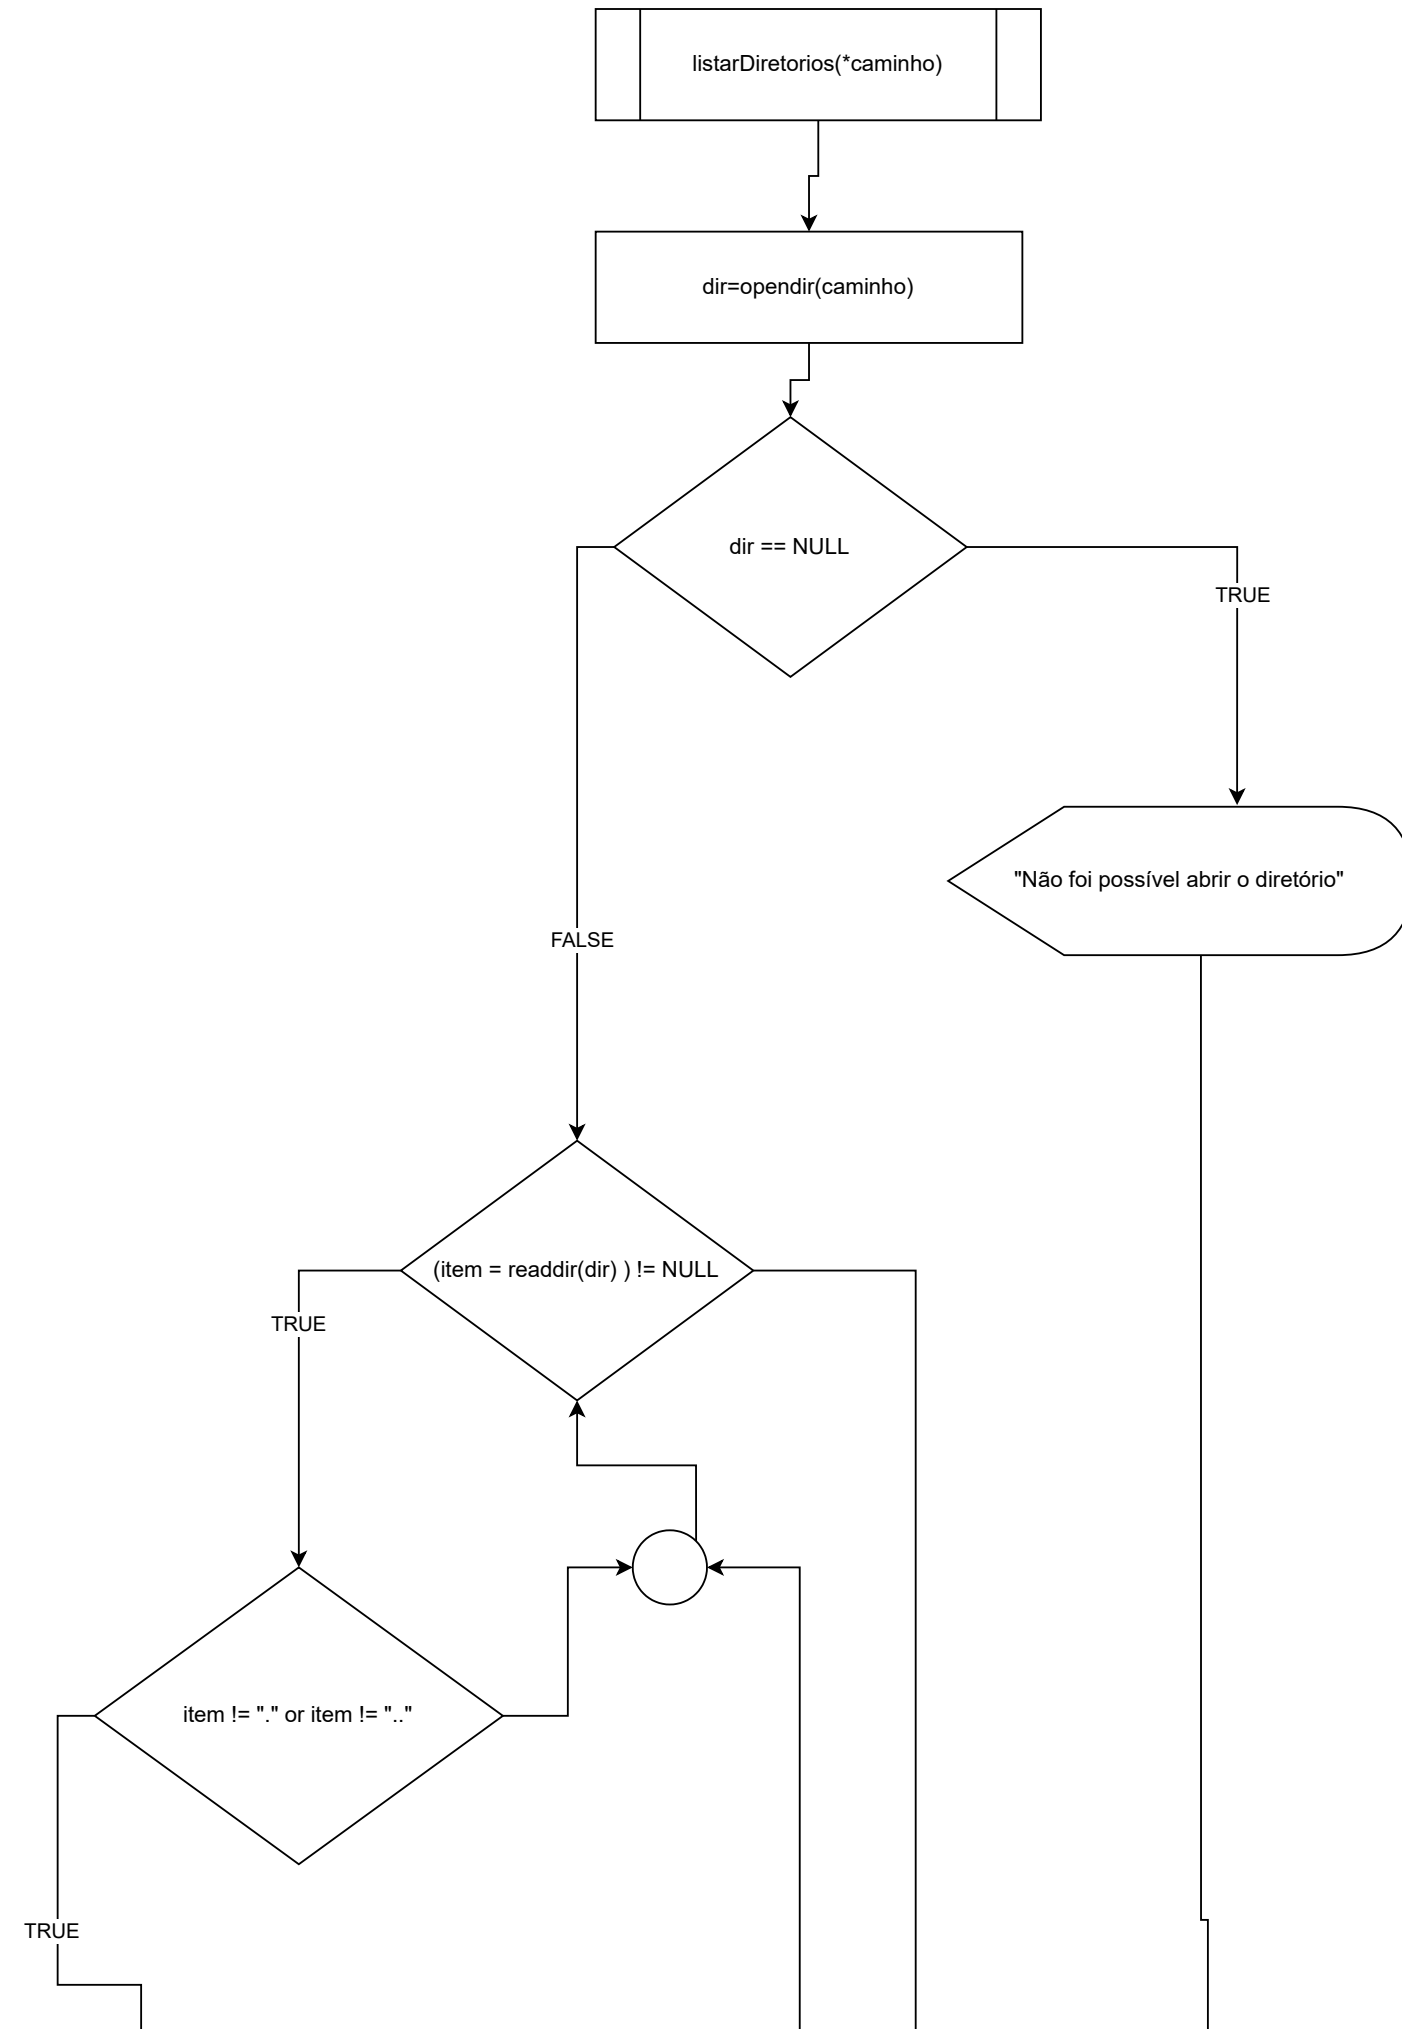 listarDiretorios(*caminho)
dir=opendir(caminho)
dir == NULL
TRUE
"Não foi possível abrir o diretório"
FALSE
(item = readdir(dir) ) != NULL
TRUE
item != "." or item != ".."
TRUE